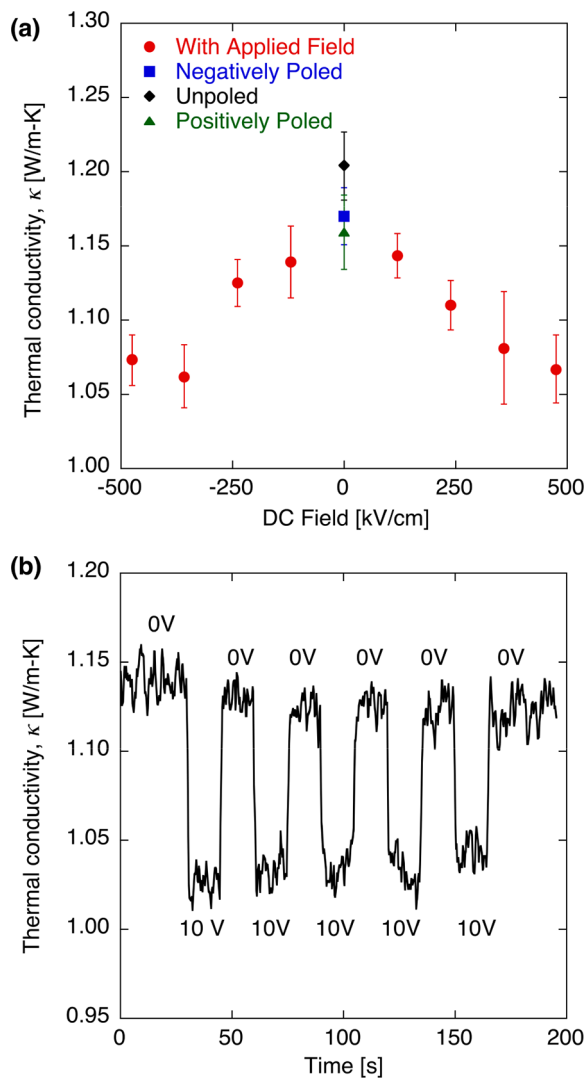 (a)
With Applied Field
Negatively Poled
Unpoled
Positively Poled
Thermal conductivity, κ [W/m-K]
1.30
1.25
1.20
1.15
1.10
1.05
1.00
-500
-250
0
250
500
DC Field [kV/cm]
(b)
Thermal conductivity, κ [W/m-K]
1.20
1.15
1.10
1.05
1.00
0.95
0V
0V
0V
0V
0V
0V
10 V
10V
10V
10V
10V
0
50
100
150
200
Time [s]